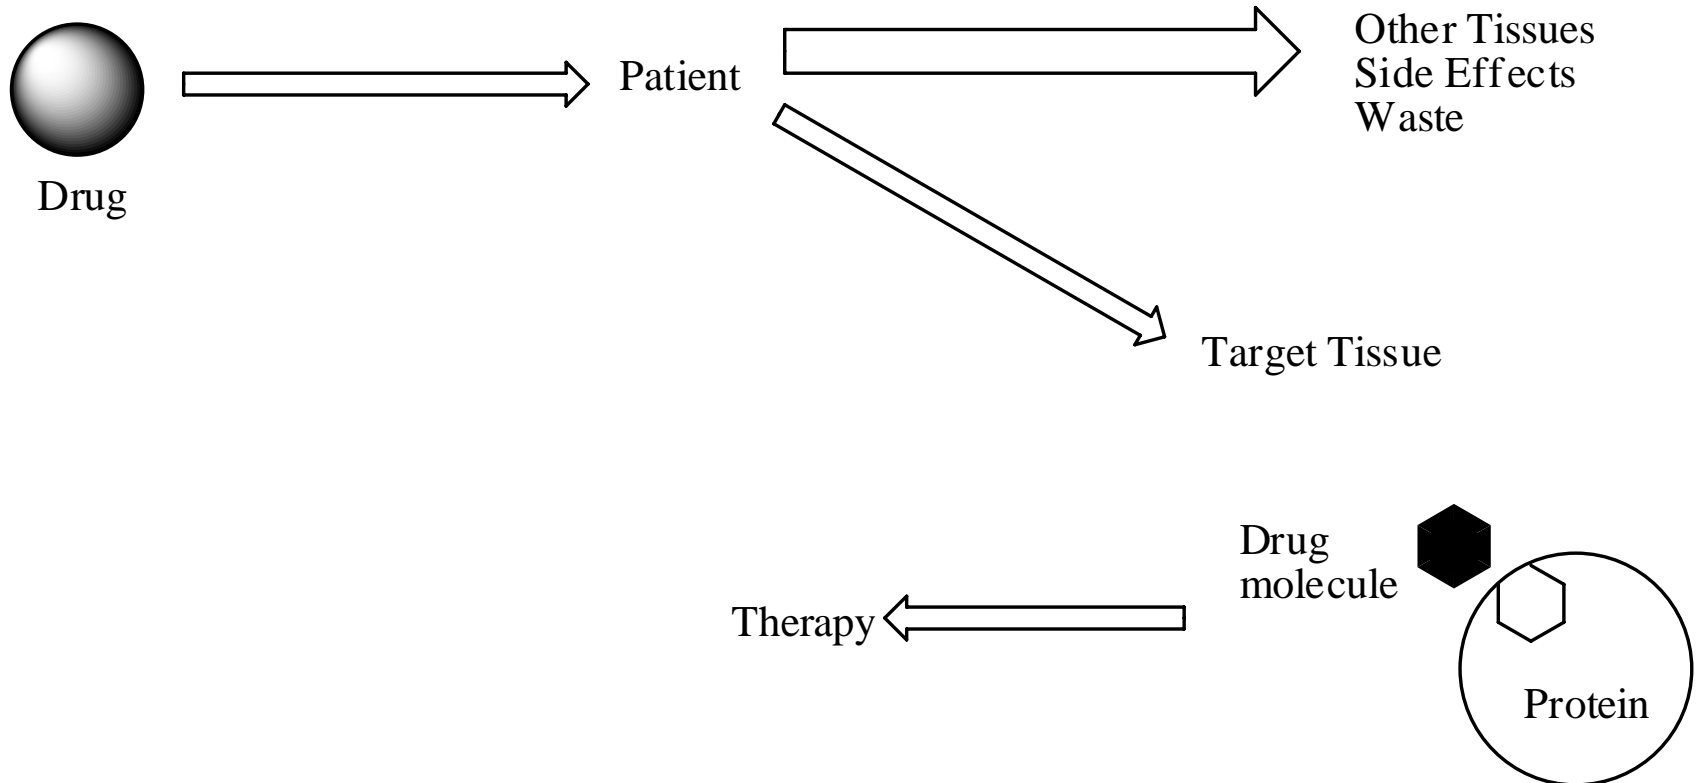 Drug
Patient
Other Tissues
Side Effects
Waste
Target Tissue
Drug
molecule
Therapy
Protein